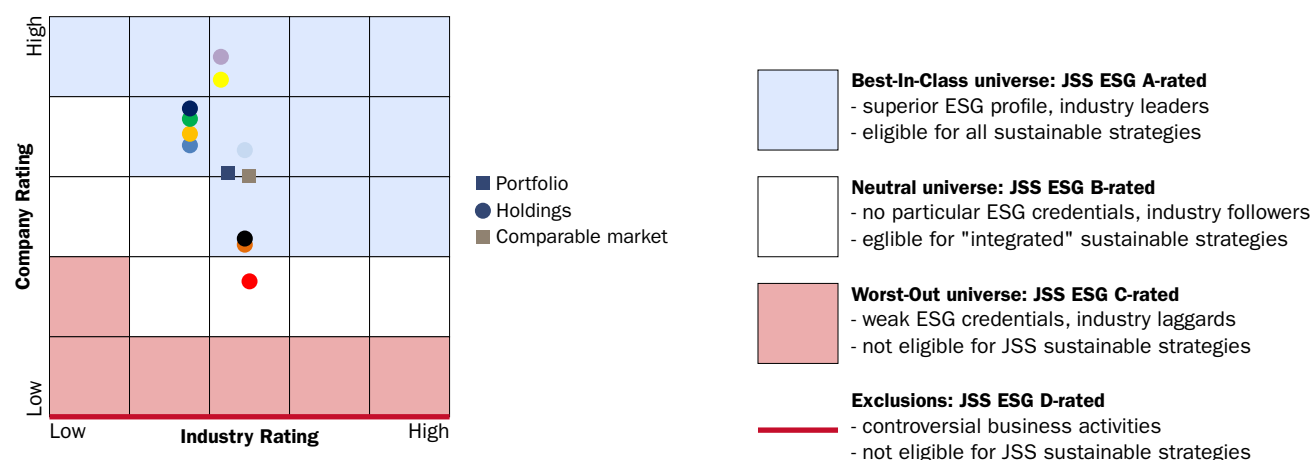 High
Company Rating
Low
Low
Industry Rating
High
Portfolio
Holdings
Comparable market
Best-In-Class universe: JSS ESG A-rated
- superior ESG profile, industry leaders
- eligible for all sustainable strategies
Neutral universe: JSS ESG B-rated
- no particular ESG credentials, industry followers
- eglible for "integrated" sustainable strategies
Worst-Out universe: JSS ESG C-rated
- weak ESG credentials, industry laggards
- not eligible for JSS sustainable strategies
Exclusions: JSS ESG D-rated
- controversial business activities
- not eligible for JSS sustainable strategies